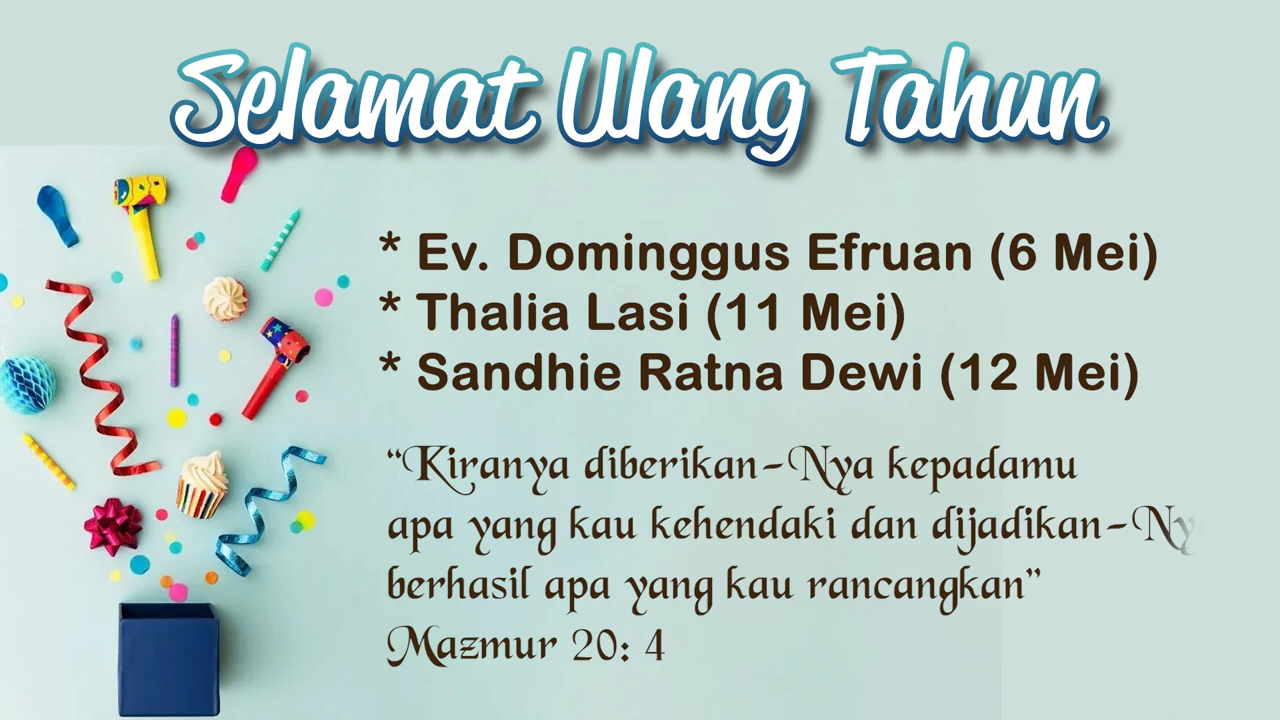 Selamat Ulang Tahun
* Ev. Dominggus Efruan (6 Mei)
* Thalia Lasi (11 Mei)
* Sandhie Ratna Dewi (12 Mei)
“Kiranya diberikan-Nya kepadamu
apa yang kau kehendaki dan dijadikan-Ny
berhasil apa yang kau rancangkan”
Mazmur 20: 4